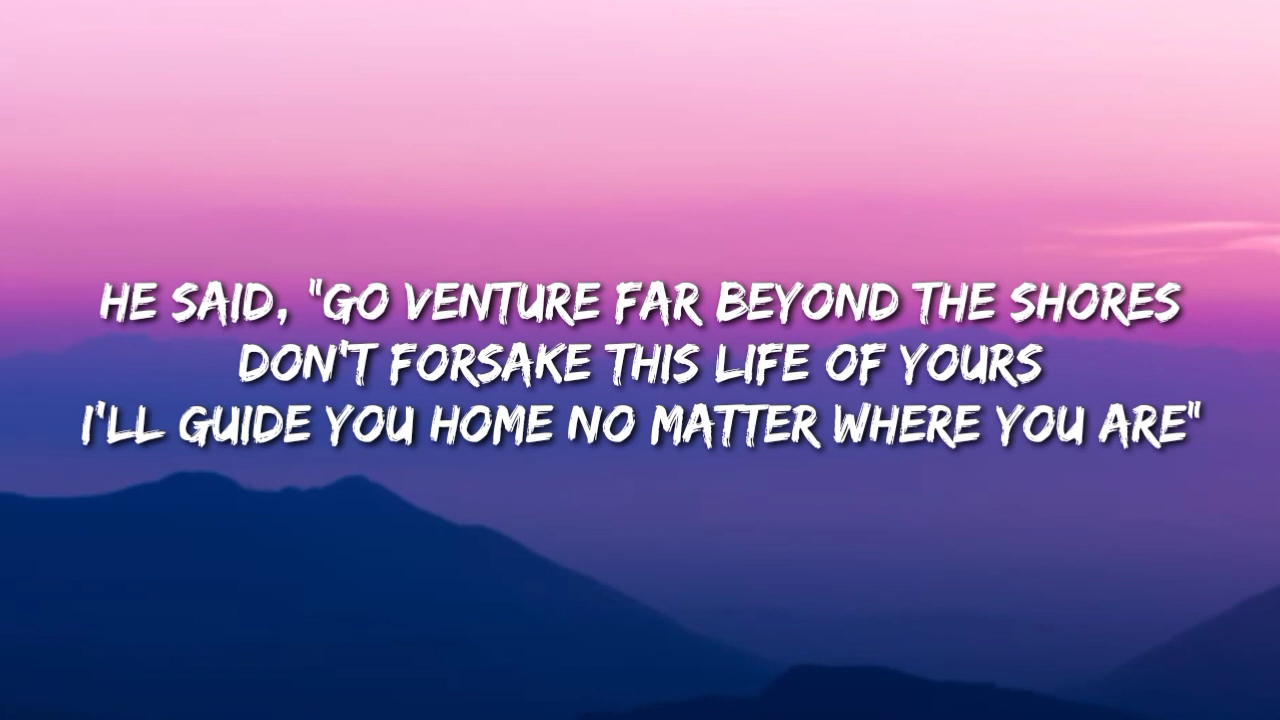 HE SAID, "GO VENTURE FAR BEYOND THE SHORES
DON'T FORSAKE THIS LIFE OF YOURS
I'LL GUIDE YOU HOME NO MATTER WHERE YOU ARE"